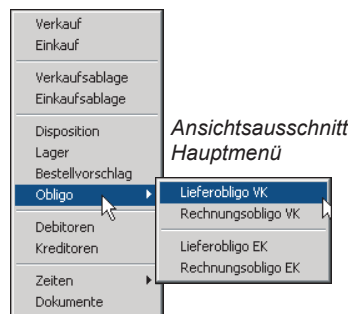 Verkauf
Einkauf
Verkaufsablage
Einkaufsablage
Disposition
Lager
Bestellvorschlag
Obligo
Debitoren
Kreditoren
Zeiten
Dokumente
Ansichtsausschnitt
Hauptmenü
Lieferobligo VK
Rechnungsobligo VK
Lieferobligo EK
Rechnungsobligo EK